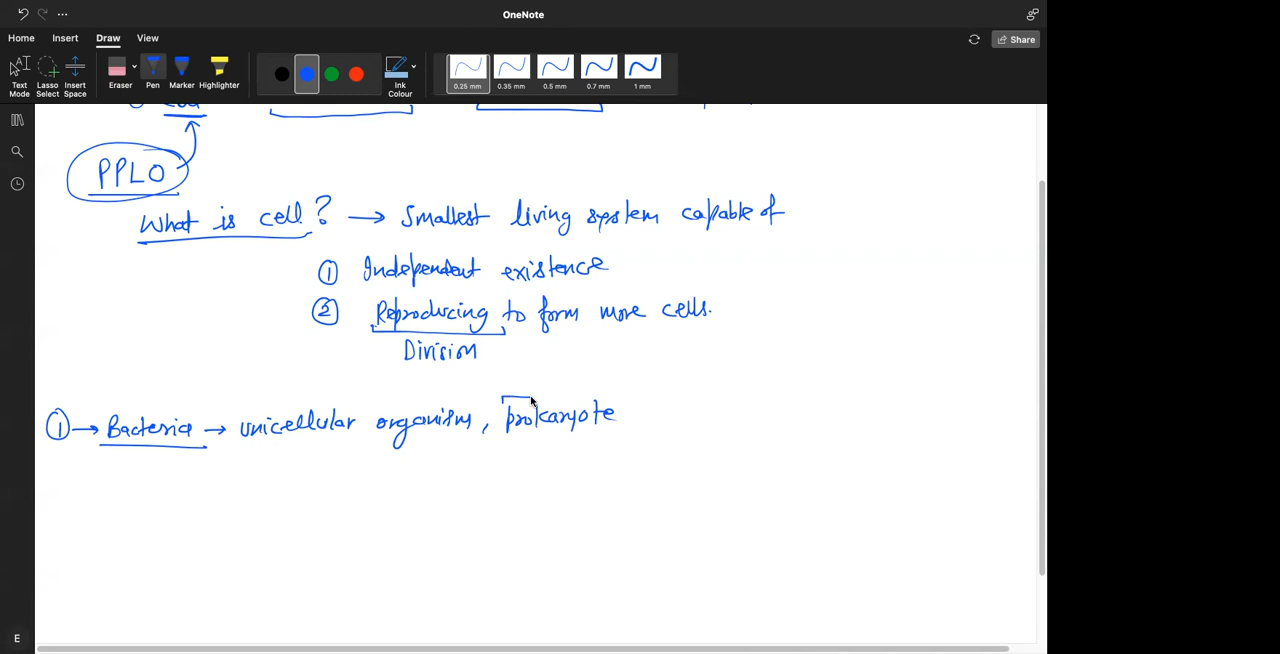 OneNote
Home Insert Draw View
Share
Text Mode Lasso Select Insert Space Eraser Pen Marker Highlighter Ink Colour 0.25 mm 0.35 mm 0.5 mm 0.7 mm 1 mm
PPLO
What is cell? → Smallest living system capable of
① Independent existence
② Reproducing to form more cells.
Division
① → Bacteria → unicellular organism, prokaryote
E